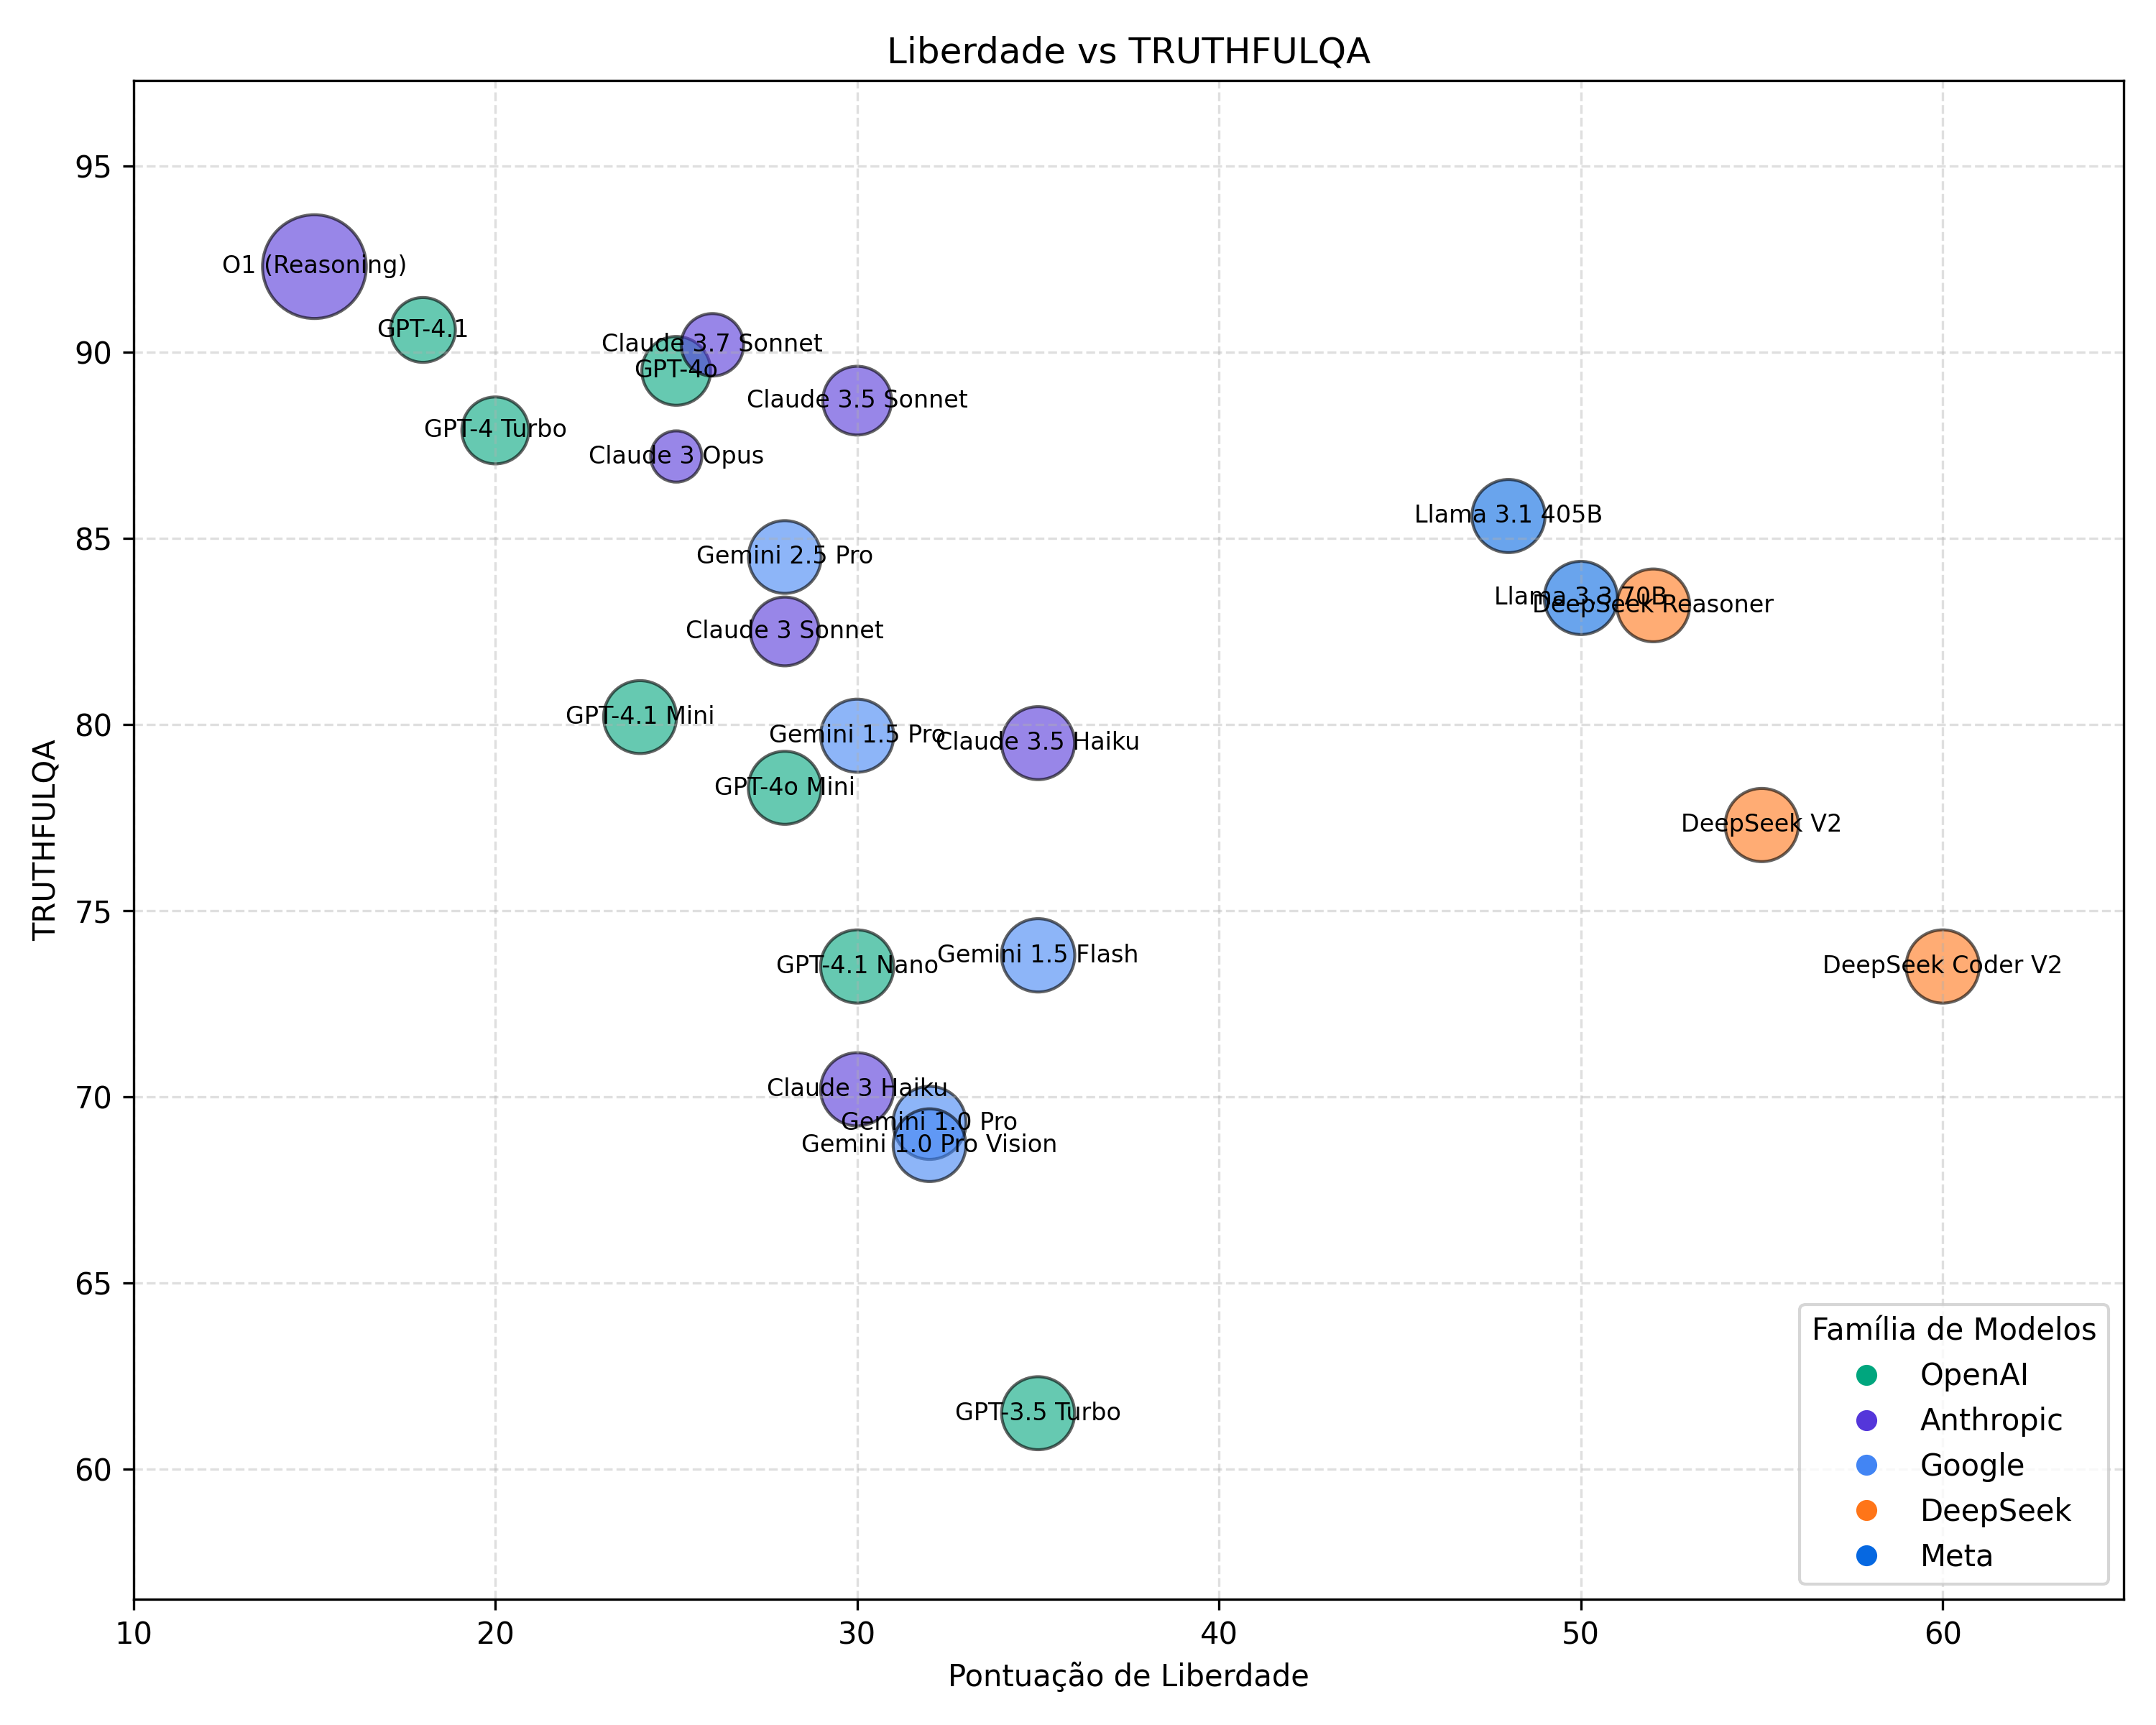 Liberdade vs TRUTHFULQA
TRUTHFULQA
95
90
85
80
75
70
65
60
O1 (Reasoning)
GPT-4.1
Claude 3.7 Sonnet
GPT-4o
Claude 3.5 Sonnet
GPT-4 Turbo
Claude 3 Opus
Llama 3.1 405B
Gemini 2.5 Pro
Llama 3.3 70B
DeepSeek Reasoner
Claude 3 Sonnet
GPT-4.1 Mini
Gemini 1.5 Pro
Claude 3.5 Haiku
GPT-4o Mini
DeepSeek V2
Gemini 1.5 Flash
GPT-4.1 Nano
DeepSeek Coder V2
Claude 3 Haiku
Gemini 1.0 Pro
Gemini 1.0 Pro Vision
GPT-3.5 Turbo
Família de Modelos
OpenAI
Anthropic
Google
DeepSeek
Meta
10 20 30 40 50 60
Pontuação de Liberdade